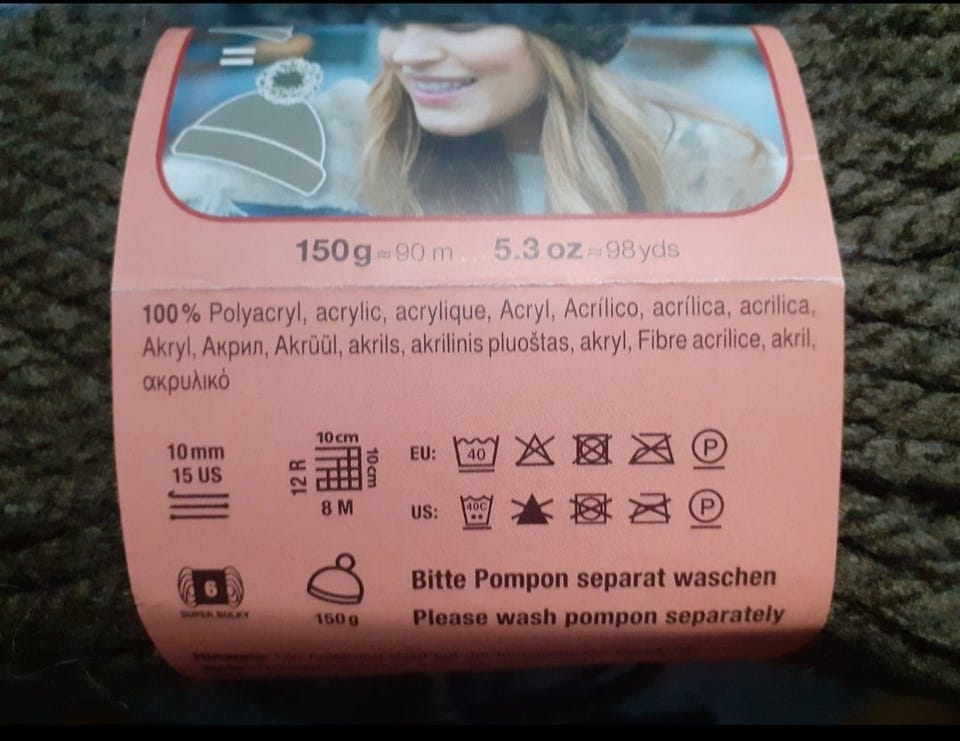 150g ≈ 90 m   5.3 oz ≈ 98 yds
100% Polyacryl, acrylic, acrylique, Acryl, Acrílico, acrílica, acrilica,
Akryl, Акрил, Akrüül, akrils, akrilinis pluoštas, akryl, Fibre acrilice, akril,
ακρυλικό
10 mm
15 US
10cm
10cm
12 R
8 M
EU: 40 P
US: 40C P
6
SUPER BULKY
150g
Bitte Pompon separat waschen
Please wash pompon separately